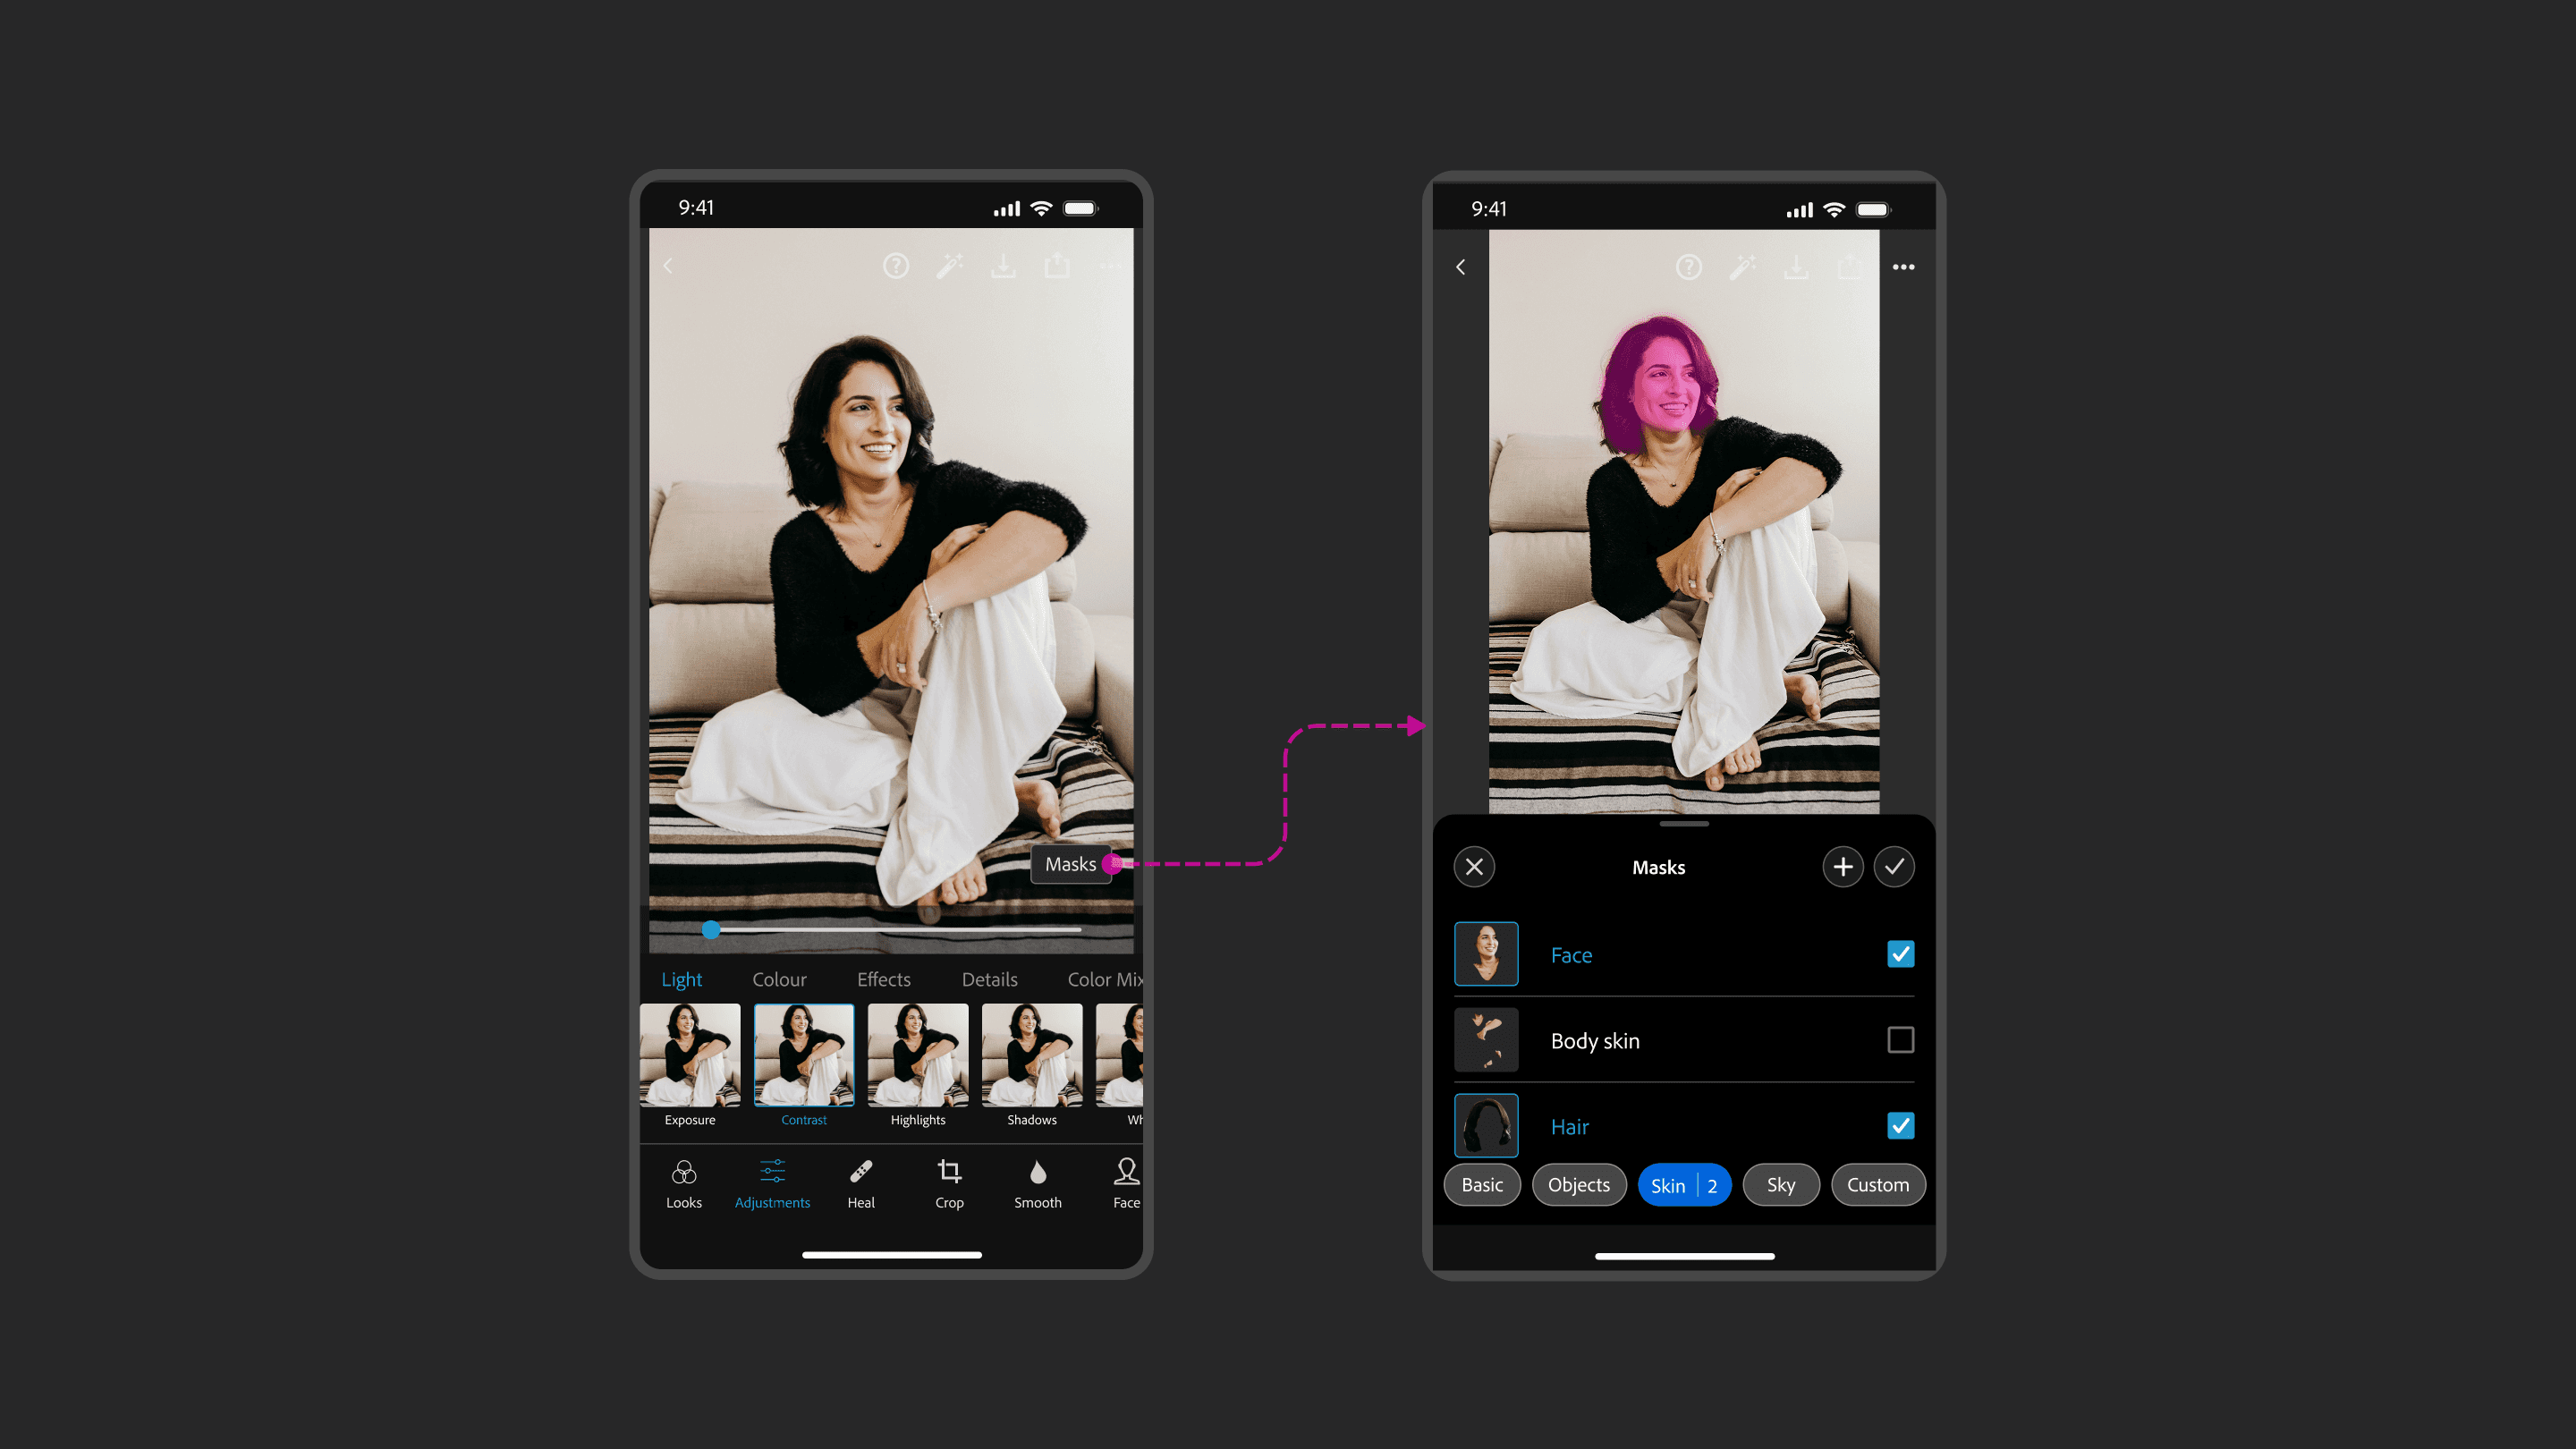 9:41
Masks
Light Colour Effects Details Color Mix
Exposure Contrast Highlights Shadows Wh
Looks Adjustments Heal Crop Smooth Face
9:41
Masks
Face
Body skin
Hair
Basic Objects Skin 2 Sky Custom